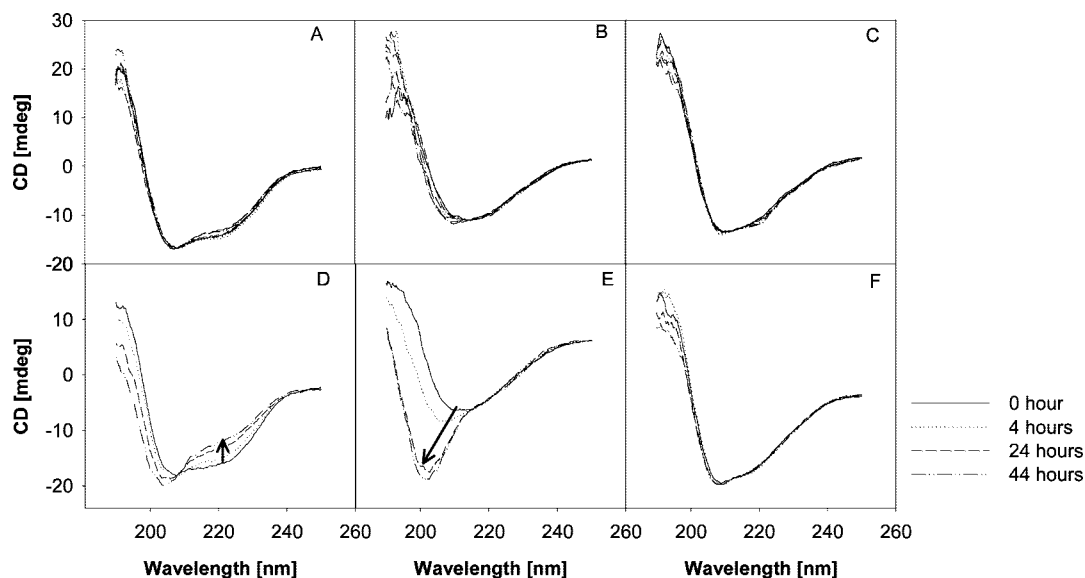 A
B
C
30
20
10
0
-10
-20
CD [mdeg]
D
E
F
10
0
-10
-20
CD [mdeg]
200 220 240 260 200 220 240 260 200 220 240 260
Wavelength [nm] Wavelength [nm] Wavelength [nm]
0 hour
4 hours
24 hours
44 hours